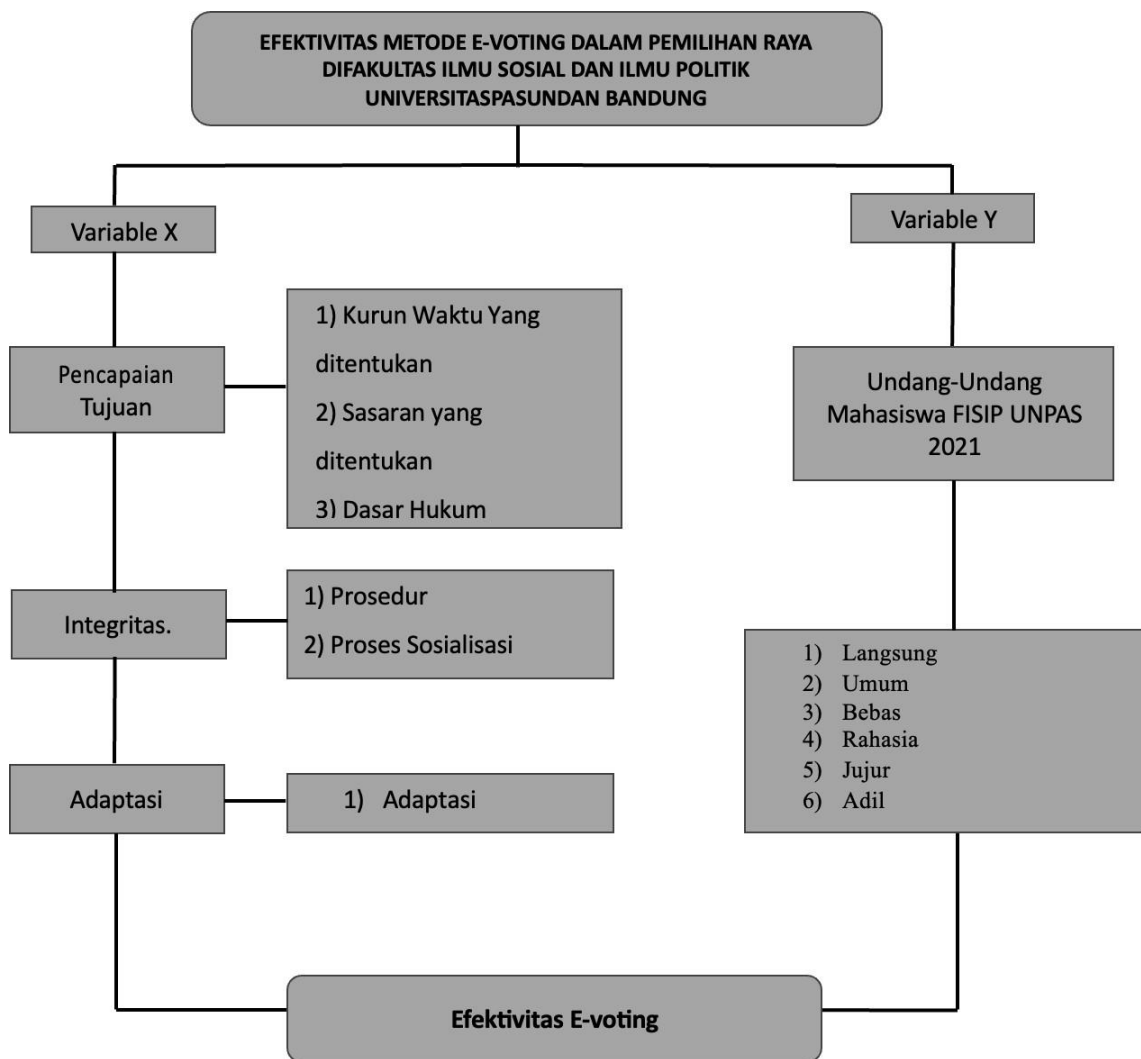 EFEKTIVITAS METODE E-VOTING DALAM PEMILIHAN RAYA
DIFAKULTAS ILMU SOSIAL DAN ILMU POLITIK
UNIVERSITASPASUNDAN BANDUNG
Variable X
Variable Y
Pencapaian
Tujuan
1) Kurun Waktu Yang
ditentukan
2) Sasaran yang
ditentukan
3) Dasar Hukum
Undang-Undang
Mahasiswa FISIP UNPAS
2021
Integritas.
1) Prosedur
2) Proses Sosialisasi
1) Langsung
2) Umum
3) Bebas
4) Rahasia
5) Jujur
6) Adil
Adaptasi
1) Adaptasi
Efektivitas E-voting